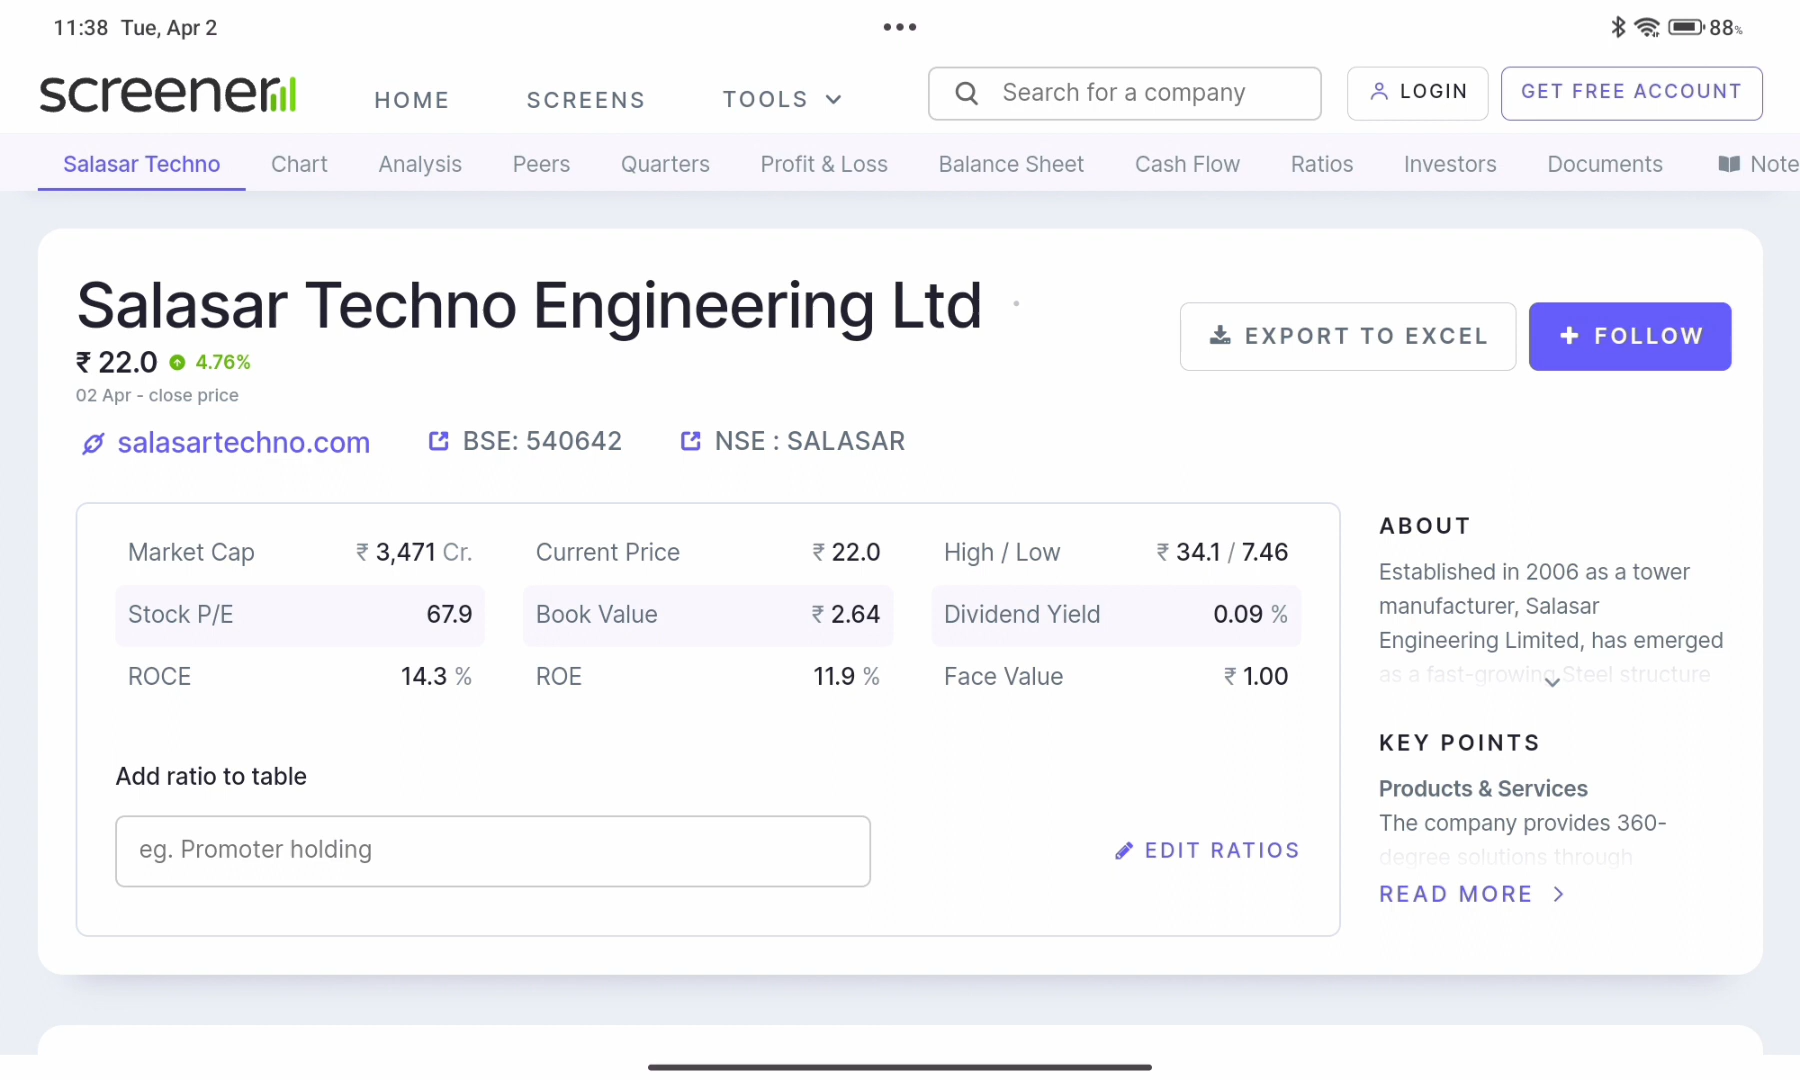 11:38 Tue, Apr 2
88%
screener
HOME
SCREENS
TOOLS
Search for a company
LOGIN
GET FREE ACCOUNT
Salasar Techno
Chart
Analysis
Peers
Quarters
Profit & Loss
Balance Sheet
Cash Flow
Ratios
Investors
Documents
Note
Salasar Techno Engineering Ltd
₹ 22.0 4.76%
02 Apr - close price
EXPORT TO EXCEL
+ FOLLOW
salasartechno.com
BSE: 540642
NSE : SALASAR
Market Cap ₹ 3,471 Cr.
Current Price ₹ 22.0
High / Low ₹ 34.1 / 7.46
Stock P/E 67.9
Book Value ₹ 2.64
Dividend Yield 0.09 %
ROCE 14.3 %
ROE 11.9 %
Face Value ₹ 1.00
Add ratio to table
eg. Promoter holding
EDIT RATIOS
ABOUT
Established in 2006 as a tower
manufacturer, Salasar
Engineering Limited, has emerged
as a fast-growing Steel structure
KEY POINTS
Products & Services
The company provides 360-
degree solutions through
READ MORE